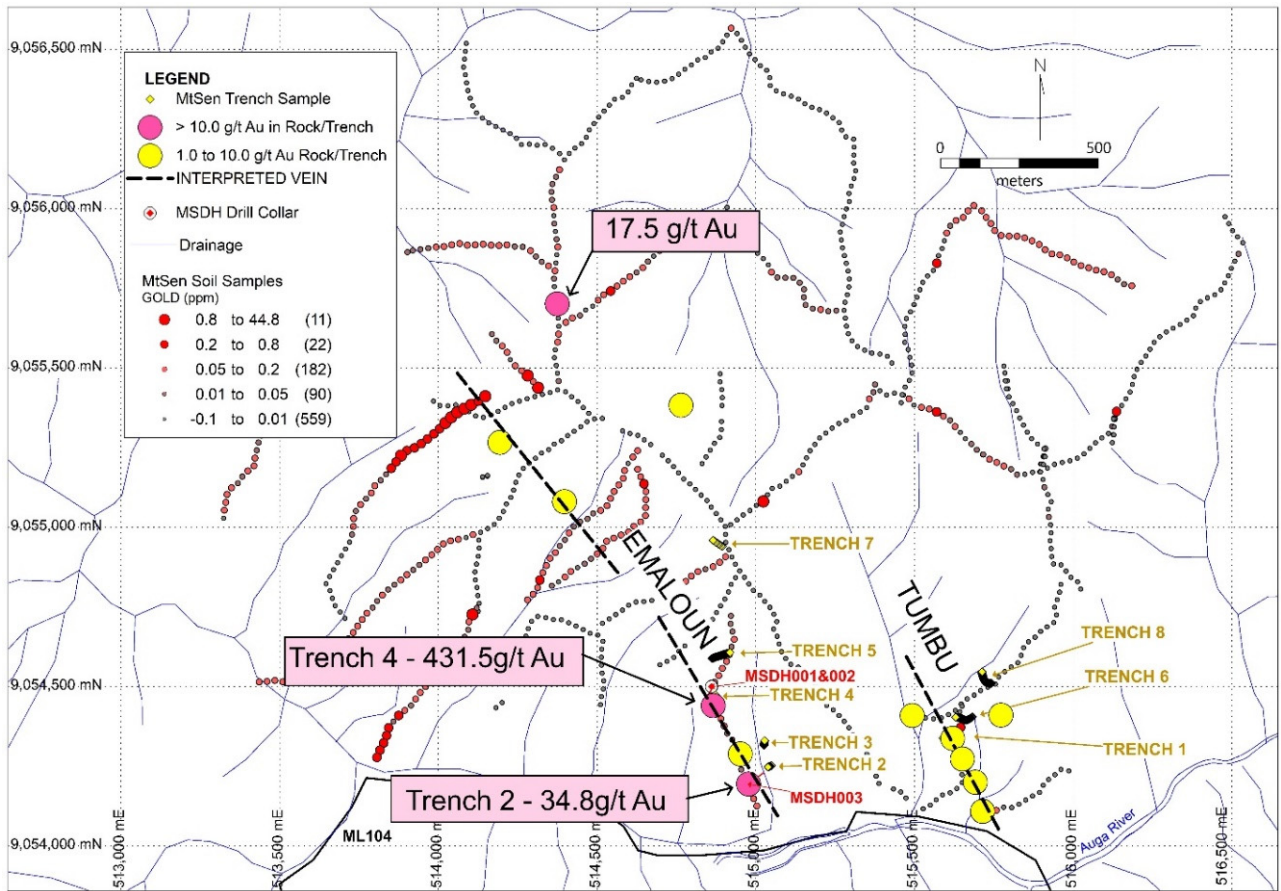 9,056,500 mN
9,056,000 mN
9,055,500 mN
9,055,000 mN
9,054,500 mN
9,054,000 mN
LEGEND
MtSen Trench Sample
> 10.0 g/t Au in Rock/Trench
1.0 to 10.0 g/t Au Rock/Trench
INTERPRETED VEIN
MSDH Drill Collar
Drainage
MtSen Soil Samples
GOLD (ppm)
0.8 to 44.8 (11)
0.2 to 0.8 (22)
0.05 to 0.2 (182)
0.01 to 0.05 (90)
-0.1 to 0.01 (559)
N
0 500
meters
17.5 g/t Au
TRENCH 7
EMALOUN
TUMBU
TRENCH 8
TRENCH 5
Trench 4 - 431.5g/t Au
MSDH001&002
TRENCH 4
TRENCH 6
TRENCH 3
TRENCH 1
TRENCH 2
Trench 2 - 34.8g/t Au
MSDH003
ML104
Auga River
513,000 mE
513,500 mE
514,000 mE
514,500 mE
515,000 mE
515,500 mE
516,000 mE
516,500 mE